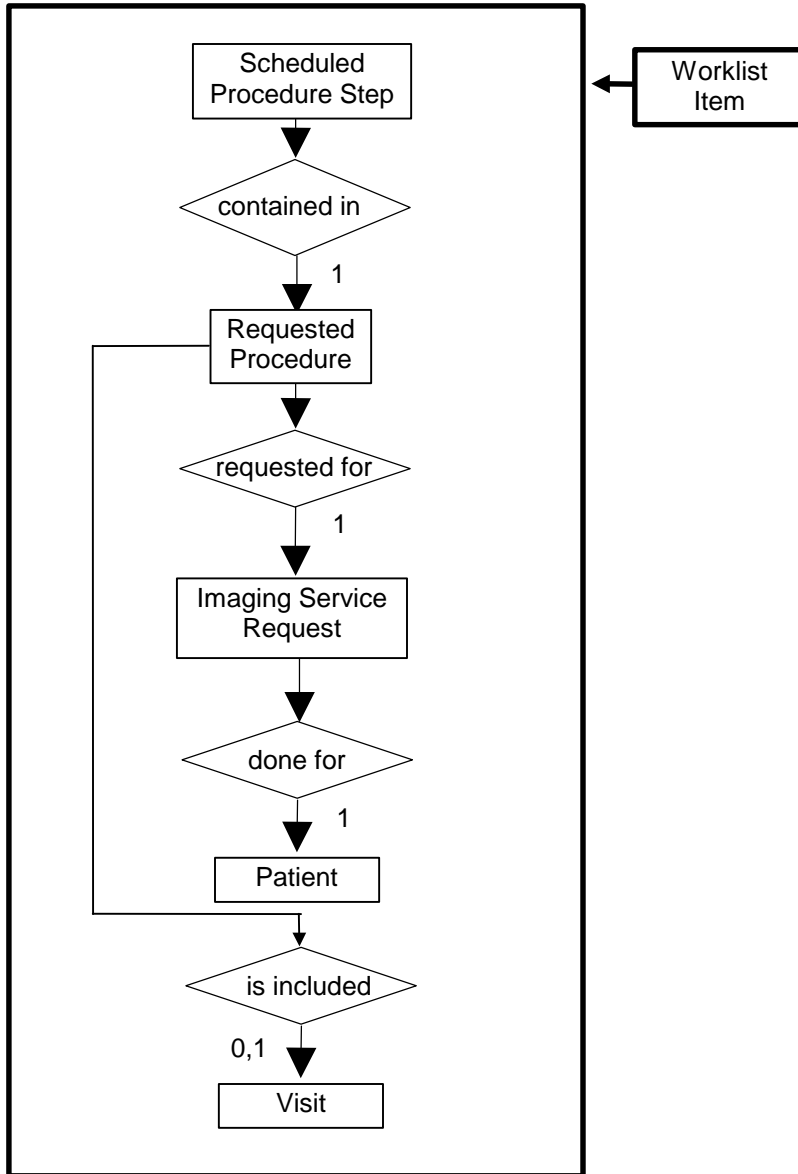 Scheduled
Procedure Step
Worklist
Item
contained in
1
Requested
Procedure
requested for
1
Imaging Service
Request
done for
1
Patient
is included
0,1
Visit